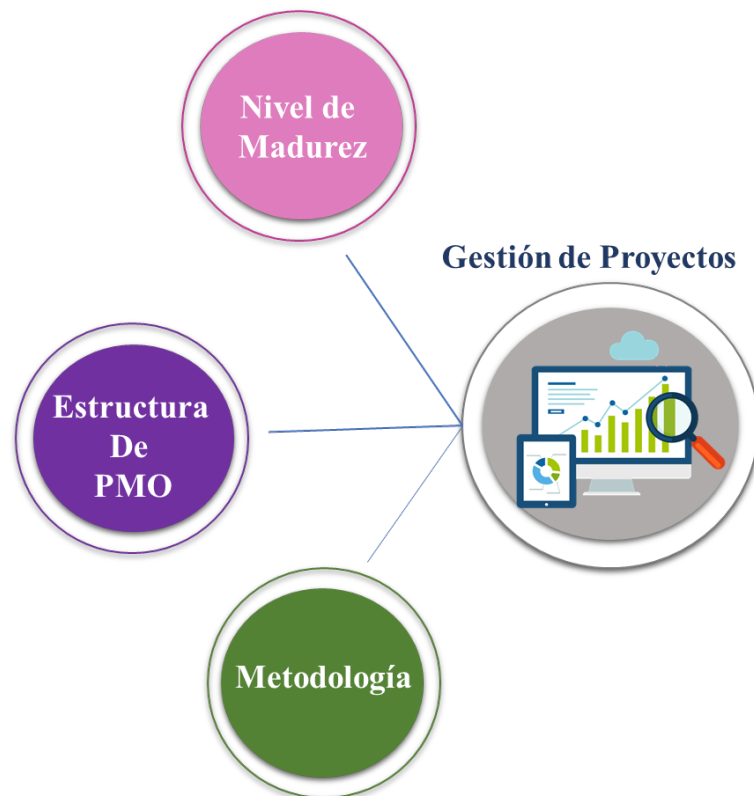 Nivel de
Madurez
Gestión de Proyectos
Estructura
De
PMO
Metodología